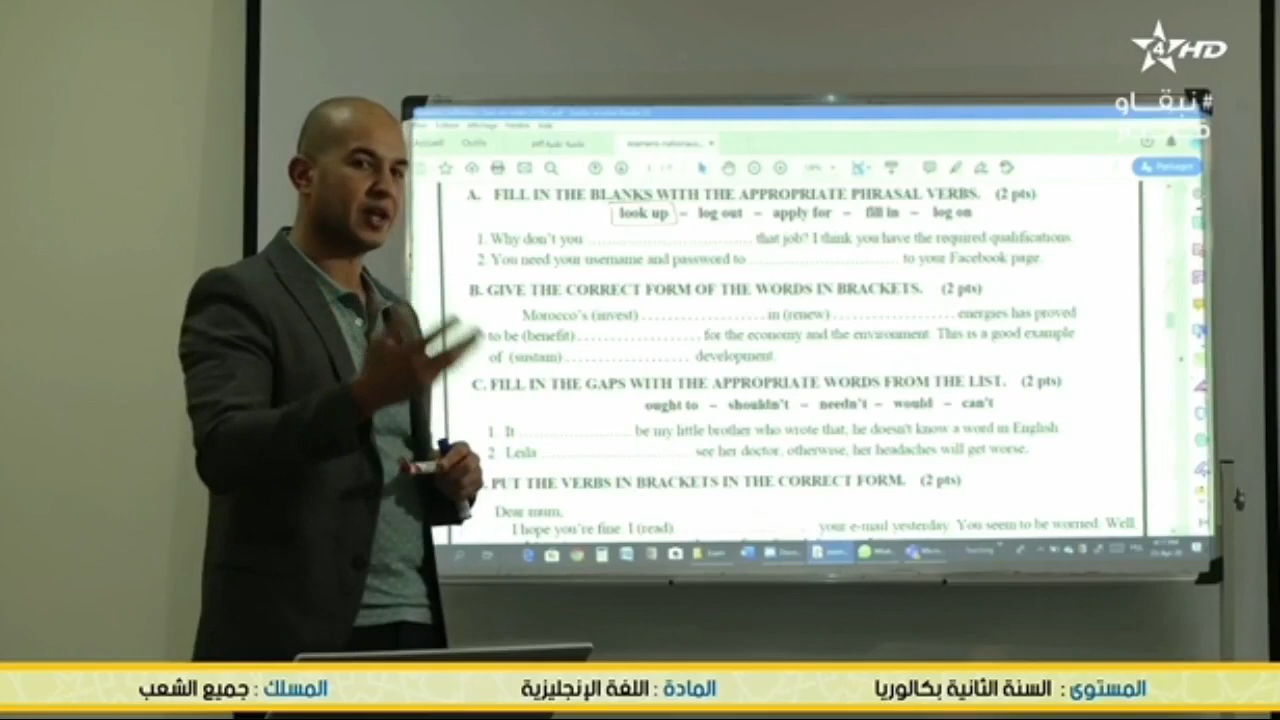 4 HD
#نبقاو
A. FILL IN THE BLANKS WITH THE APPROPRIATE PHRASAL VERBS. (2 pts)
look up – log out – apply for – fill in – log on
1. Why don't you .................... that job? I think you have the required qualifications.
2. You need your username and password to .................... to your Facebook page.
B. GIVE THE CORRECT FORM OF THE WORDS IN BRACKETS. (2 pts)
Morocco's (invest) .................... in (renew) .................... energies has proved
to be (benefit) .................... for the economy and the environment. This is a good example
of (sustain) .................... development.
C. FILL IN THE GAPS WITH THE APPROPRIATE WORDS FROM THE LIST. (2 pts)
ought to – shouldn't – needn't – would – can't
1. It .................... be my little brother who wrote that, he doesn't know a word in English.
2. Leila .................... see her doctor, otherwise, her headaches will get worse.
PUT THE VERBS IN BRACKETS IN THE CORRECT FORM. (2 pts)
Dear mum,
I hope you're fine. I (read) .................... your e-mail yesterday. You seem to be worried. Well,
المستوى : السنة الثانية بكالوريا
المادة : اللغة الإنجليزية
المسلك : جميع الشعب